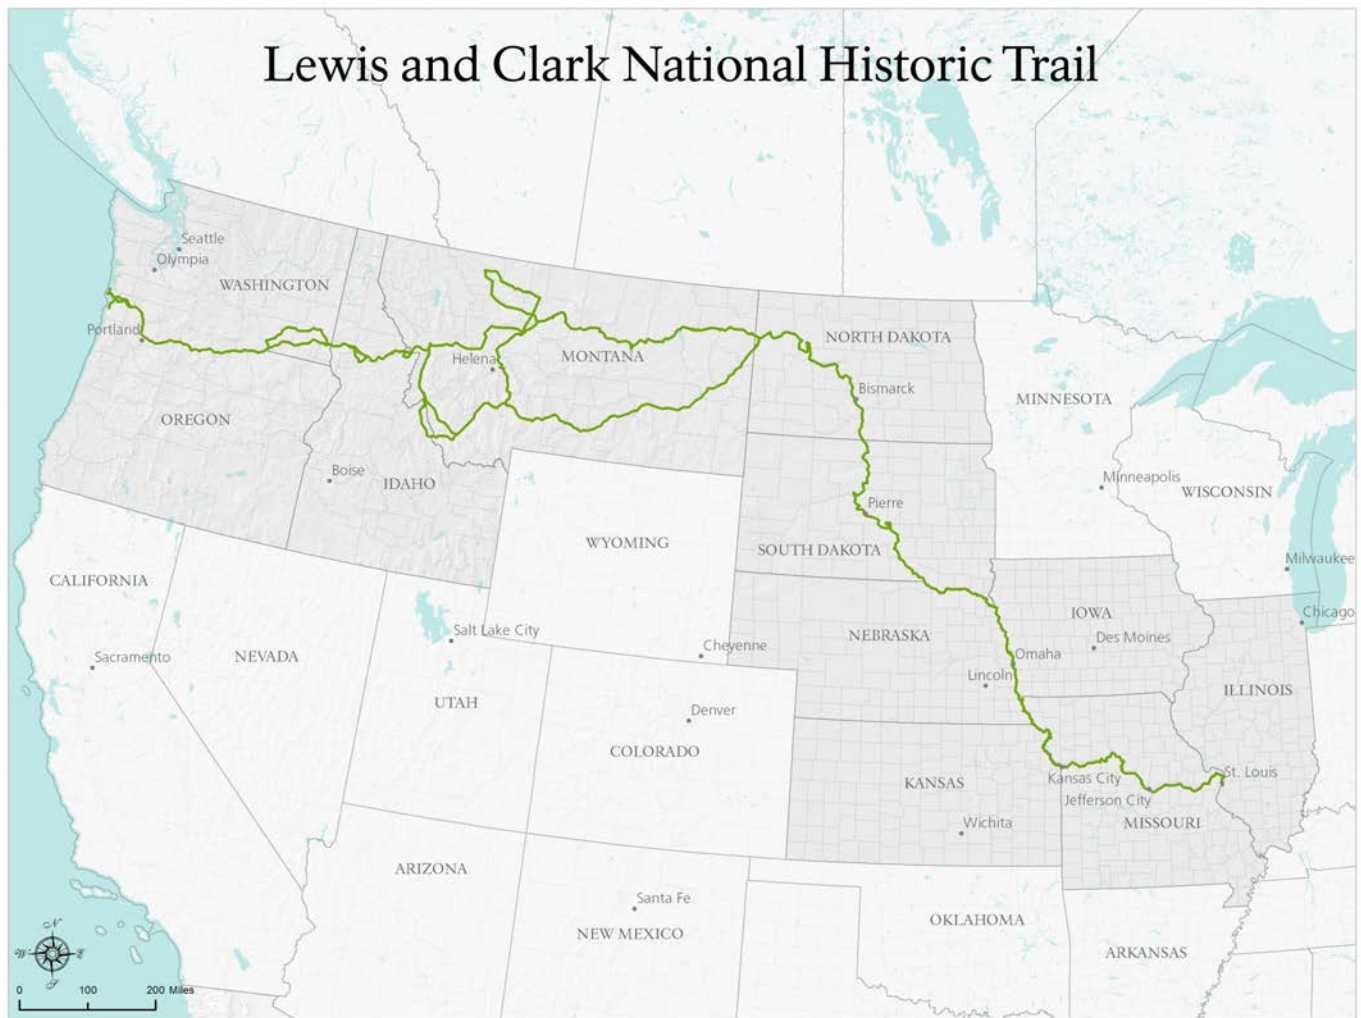 Lewis and Clark National Historic Trail
Seattle
Olympia
WASHINGTON
Portland
Helena
MONTANA
NORTH DAKOTA
Bismarck
MINNESOTA
OREGON
Boise
IDAHO
Minneapolis
WISCONSIN
Pierre
WYOMING
SOUTH DAKOTA
Milwaukee
CALIFORNIA
Chicago
IOWA
Salt Lake City
NEBRASKA
Des Moines
Cheyenne
Sacramento
NEVADA
Omaha
Lincoln
ILLINOIS
UTAH
Denver
COLORADO
St. Louis
Kansas City
KANSAS
Jefferson City
Wichita
MISSOURI
ARIZONA
Santa Fe
OKLAHOMA
NEW MEXICO
ARKANSAS
N
W E
S
0 100 200 Miles